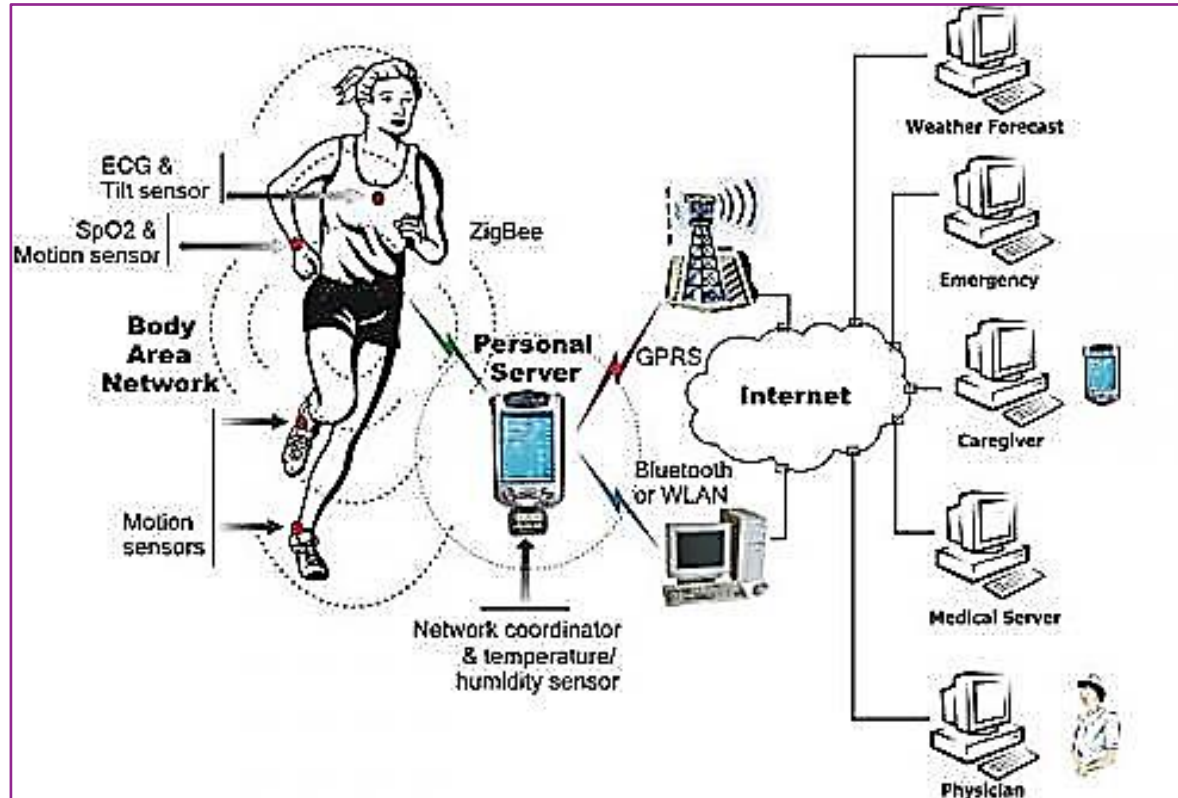 ECG &
Tilt sensor
SpO2 &
Motion sensor
Body
Area
Network
Motion
sensors
ZigBee
Personal
Server
Network coordinator
& temperature/
humidity sensor
GPRS
Bluetooth
or WLAN
Internet
Weather Forecast
Emergency
Caregiver
Medical Server
Physician